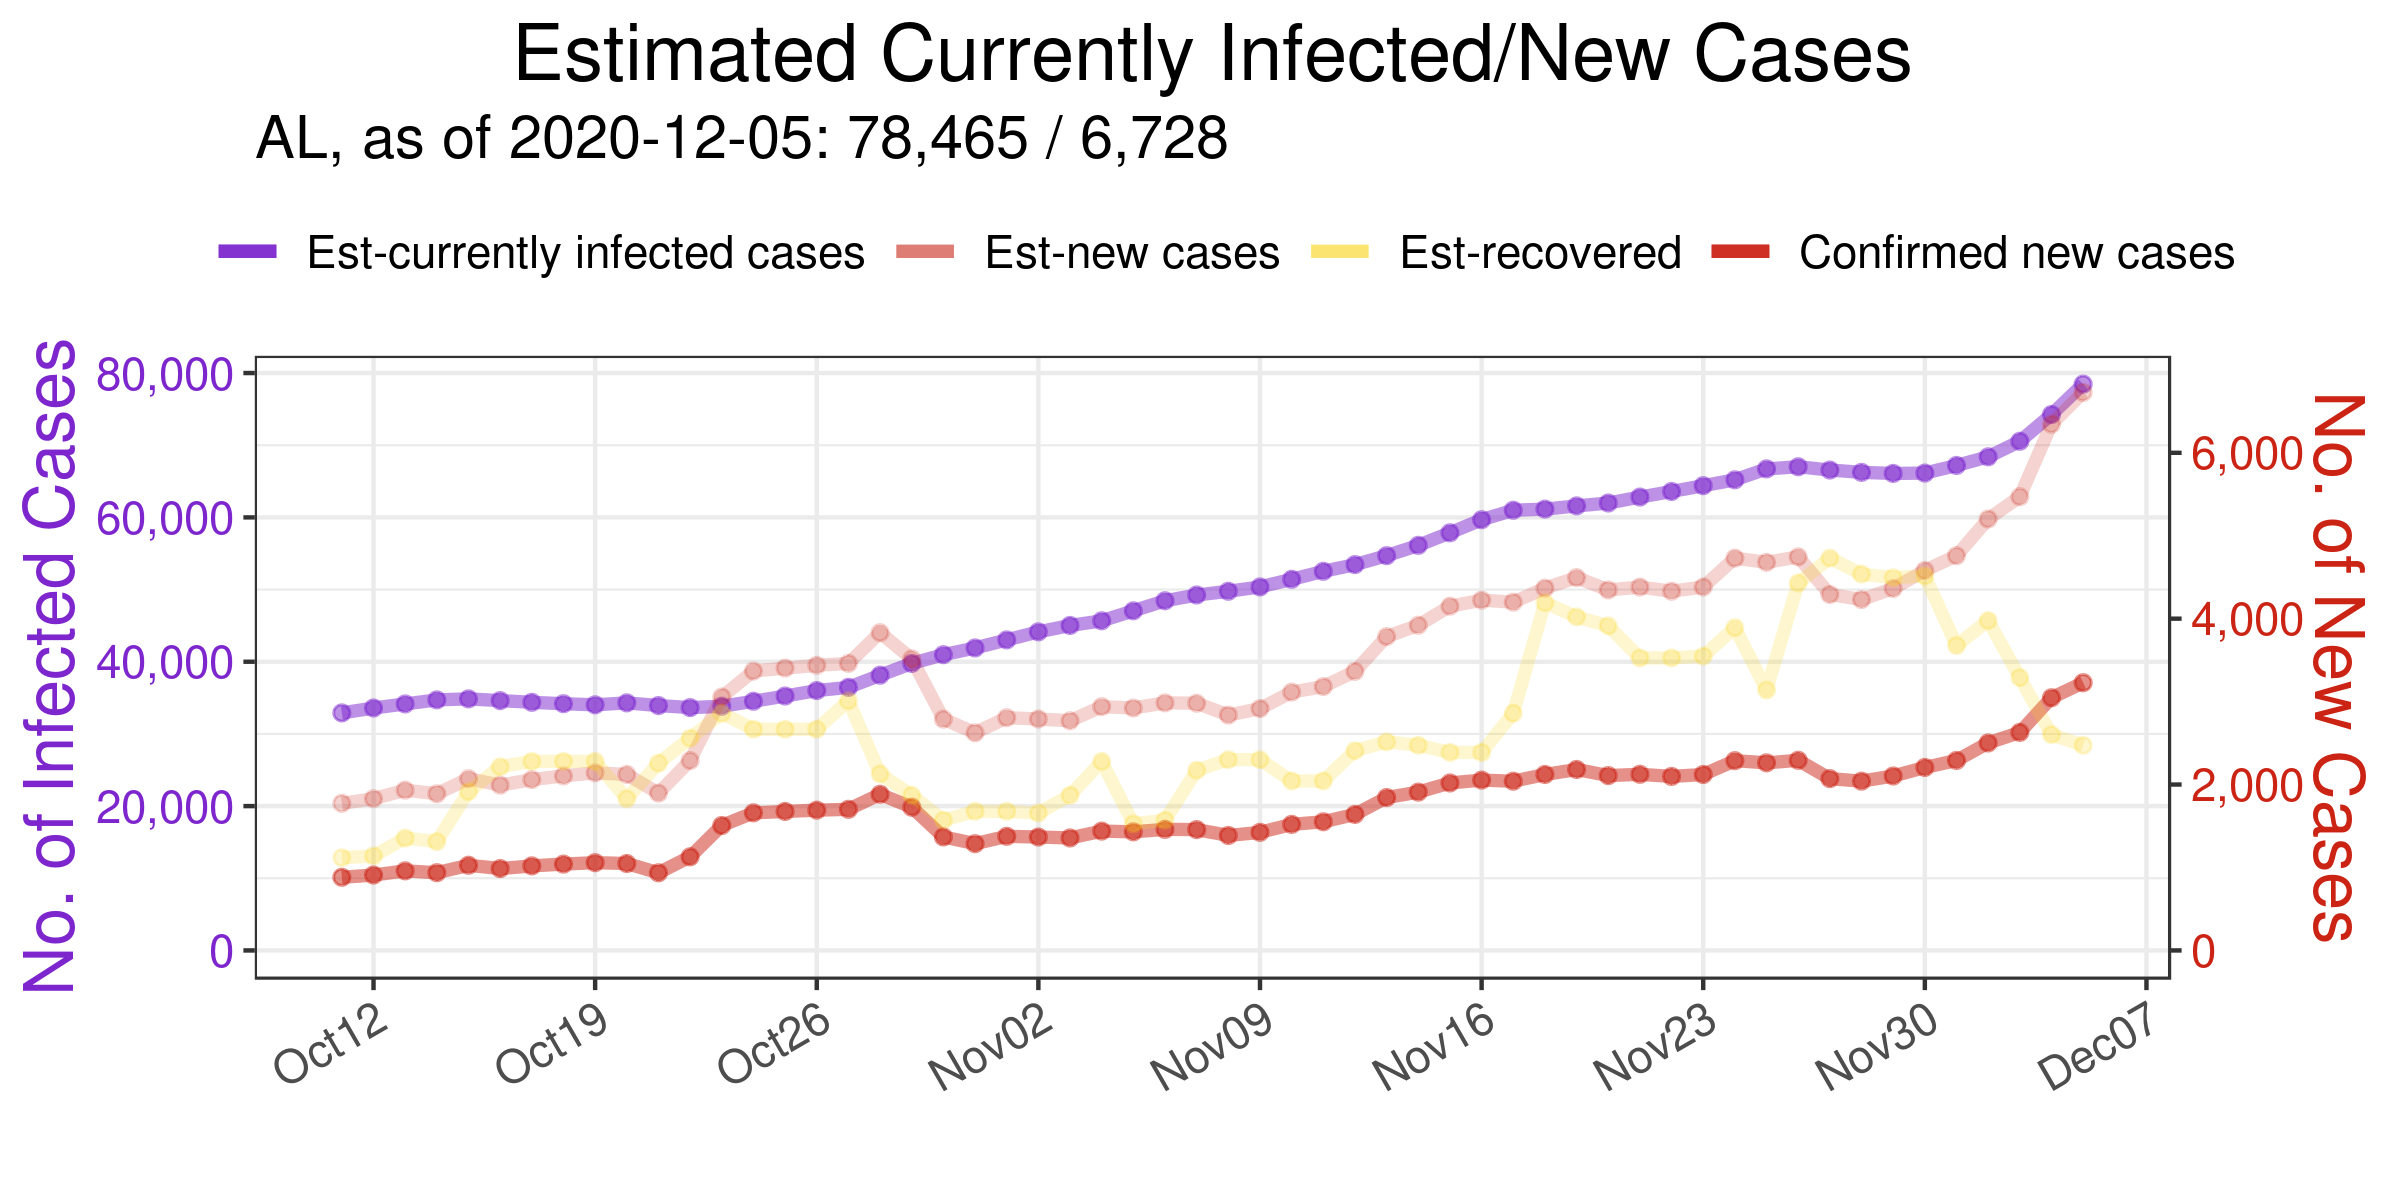 Estimated Currently Infected/New Cases
AL, as of 2020-12-05: 78,465 / 6,728
Est-currently infected cases Est-new cases Est-recovered Confirmed new cases
No. of Infected Cases
80,000
60,000
40,000
20,000
0
6,000
4,000
2,000
0
No. of New Cases
Oct12 Oct19 Oct26 Nov02 Nov09 Nov16 Nov23 Nov30 Dec07